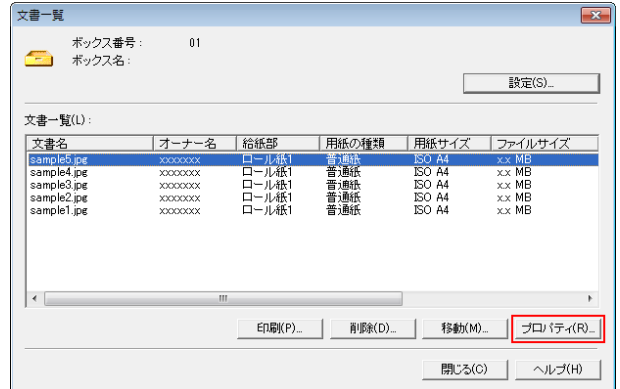 文書一覧
ボックス番号: 01
ボックス名:
設定(S)...
文書一覧(L):
文書名 オーナー名 給紙部 用紙の種類 用紙サイズ ファイルサイズ
sample5.jpg xxxxxxx ロール紙1 普通紙 ISO A4 x.x MB
sample4.jpg xxxxxxx ロール紙1 普通紙 ISO A4 x.x MB
sample3.jpg xxxxxxx ロール紙1 普通紙 ISO A4 x.x MB
sample2.jpg xxxxxxx ロール紙1 普通紙 ISO A4 x.x MB
sample1.jpg xxxxxxx ロール紙1 普通紙 ISO A4 x.x MB
印刷(P)... 削除(D)... 移動(M)... プロパティ(R)...
閉じる(C) ヘルプ(H)